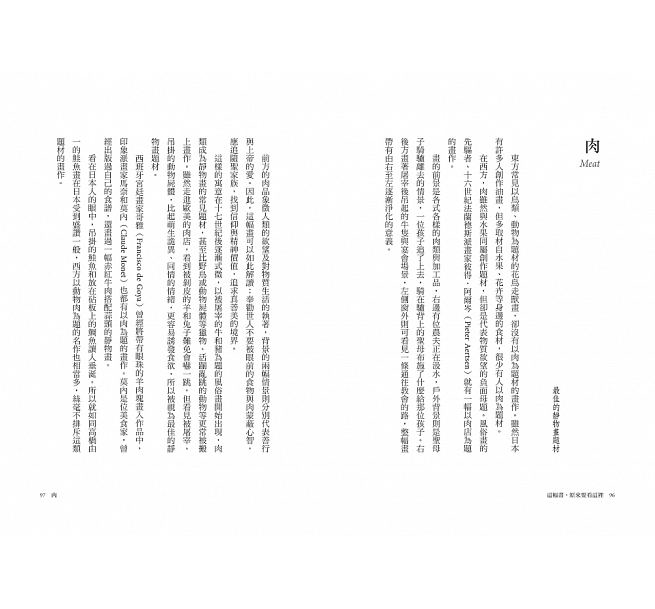 肉
Meat
最佳的靜物畫題材
東方常見以鳥類、動物為題材的花鳥走獸畫，卻沒有以肉為題材的畫作。雖然日本
有許多人創作油畫，但多取材自水果、花卉等身邊的食材，很少有人以肉為題材。
在西方，肉雖然與水果同屬創作題材，但卻是代表物質欲望的負面母題。風俗畫的
先驅者、十六世紀法蘭德斯派畫家彼得‧阿爾岑（Pieter Aertsen）就有一幅以肉店為題
的畫作。
畫的前景是各式各樣的肉類與加工品，右邊有位農夫正在汲水，戶外背景則是聖母
子騎驢離去的情景，一位孩子追了上去，騎在驢背上的聖母布施了什麼給那位孩子。右
後方畫著屠宰後吊起的牛隻與宴會場景，左側窗外則可看見一條通往教會的路，整幅畫
帶有由右至左逐漸淨化的意義。
這幅畫，原來要看這裡 96
前方的肉品象徵人類的欲望及對物質生活的執著，背景的兩幅情景則分別代表善行
與上帝的愛。因此，這幅畫可以如此解讀：奉勸世人不要被眼前的食物與肉蒙蔽心智，
應追隨聖家族，找到信仰與精神價值，追求真善美的境界。
這樣的寓意在十七世紀後逐漸式微，以被屠宰的牛和豬為題的風俗畫開始出現，肉
類成為靜物畫的常見題材，甚至比野鳥或動物屍體等獵物、活蹦亂跳的動物等更常被搬
上畫作。雖然走進歐美的肉店，看到被剝皮的羊和兔子難免會嚇一跳，但看見被屠宰、
吊掛的動物屍體，比起萌生詭異、同情的情緒，更容易誘發食欲，所以被視為最佳的靜
物畫題材。
西班牙宮廷畫家哥雅（Francisco de Goya）曾經將帶有眼珠的羊肉塊畫入作品中，
印象派畫家馬奈和莫內（Claude Monet）也都有以肉為題的畫作。莫內是位美食家，曾
經出版過自己的食譜，還畫過一幅赤紅牛肉搭配蒜頭的靜物畫。
看在日本人的眼中，吊掛的鮭魚和放在砧板上的鯛魚讓人垂涎。所以就如同高橋由
一的鮭魚畫在日本受到盛讚一般，西方以動物肉為題的名作也相當多，絲毫不排斥這類
題材的畫作。
97 肉